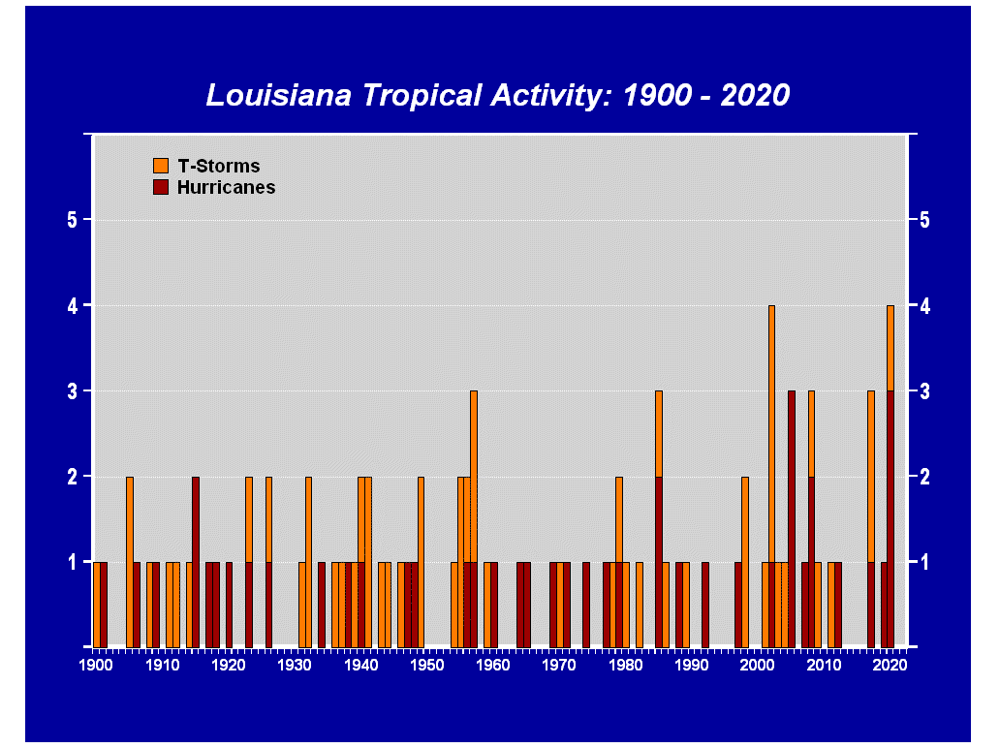 Louisiana Tropical Activity: 1900 - 2020
T-Storms
Hurricanes
5 5
4 4
3 3
2 2
1 1
1900 1910 1920 1930 1940 1950 1960 1970 1980 1990 2000 2010 2020